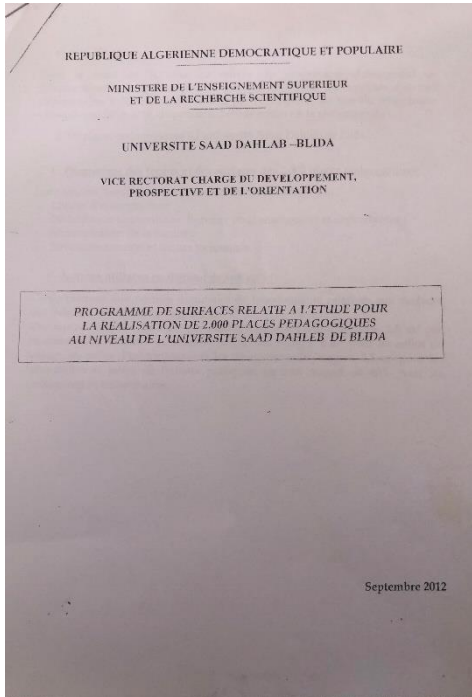 REPUBLIQUE ALGERIENNE DEMOCRATIQUE ET POPULAIRE
MINISTERE DE L'ENSEIGNEMENT SUPERIEUR
ET DE LA RECHERCHE SCIENTIFIQUE
UNIVERSITE SAAD DAHLAB –BLIDA
VICE RECTORAT CHARGE DU DEVELOPPEMENT,
PROSPECTIVE ET DE L'ORIENTATION
PROGRAMME DE SURFACES RELATIF A L'ETUDE POUR
LA REALISATION DE 2.000 PLACES PEDAGOGIQUES
AU NIVEAU DE L'UNIVERSITE SAAD DAHLEB DE BLIDA
Septembre 2012